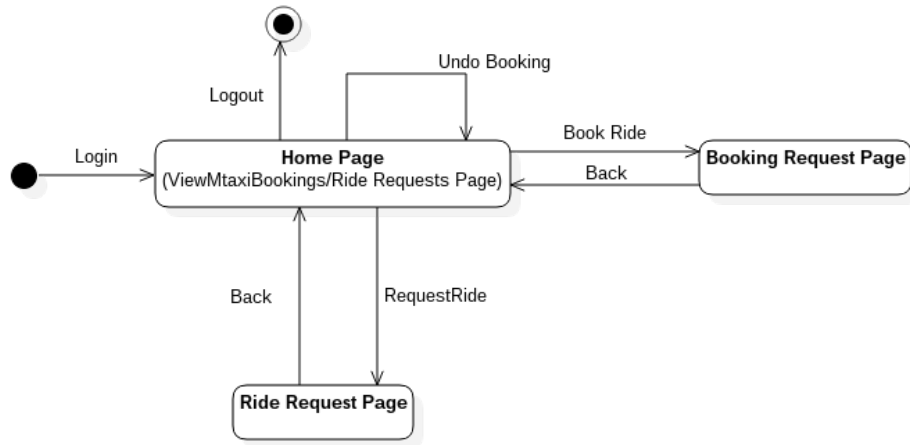 Undo Booking
Logout
Book Ride
Login
Home Page
(ViewMtaxiBookings/Ride Requests Page)
Booking Request Page
Back
Back
RequestRide
Ride Request Page